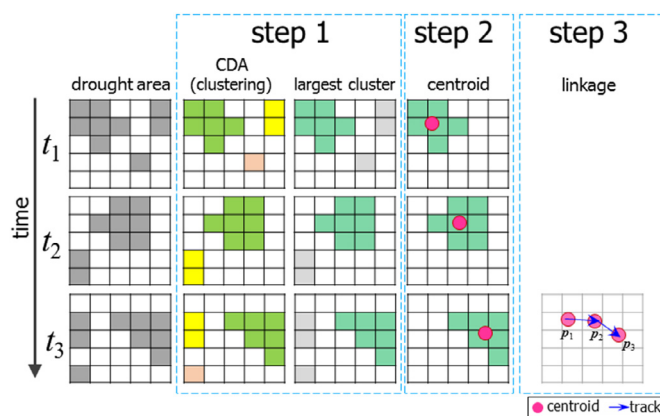 step 1
step 2
step 3
drought area
CDA
(clustering)
largest cluster
centroid
linkage
time
t1
t2
t3
p1
p2
p3
centroid
track